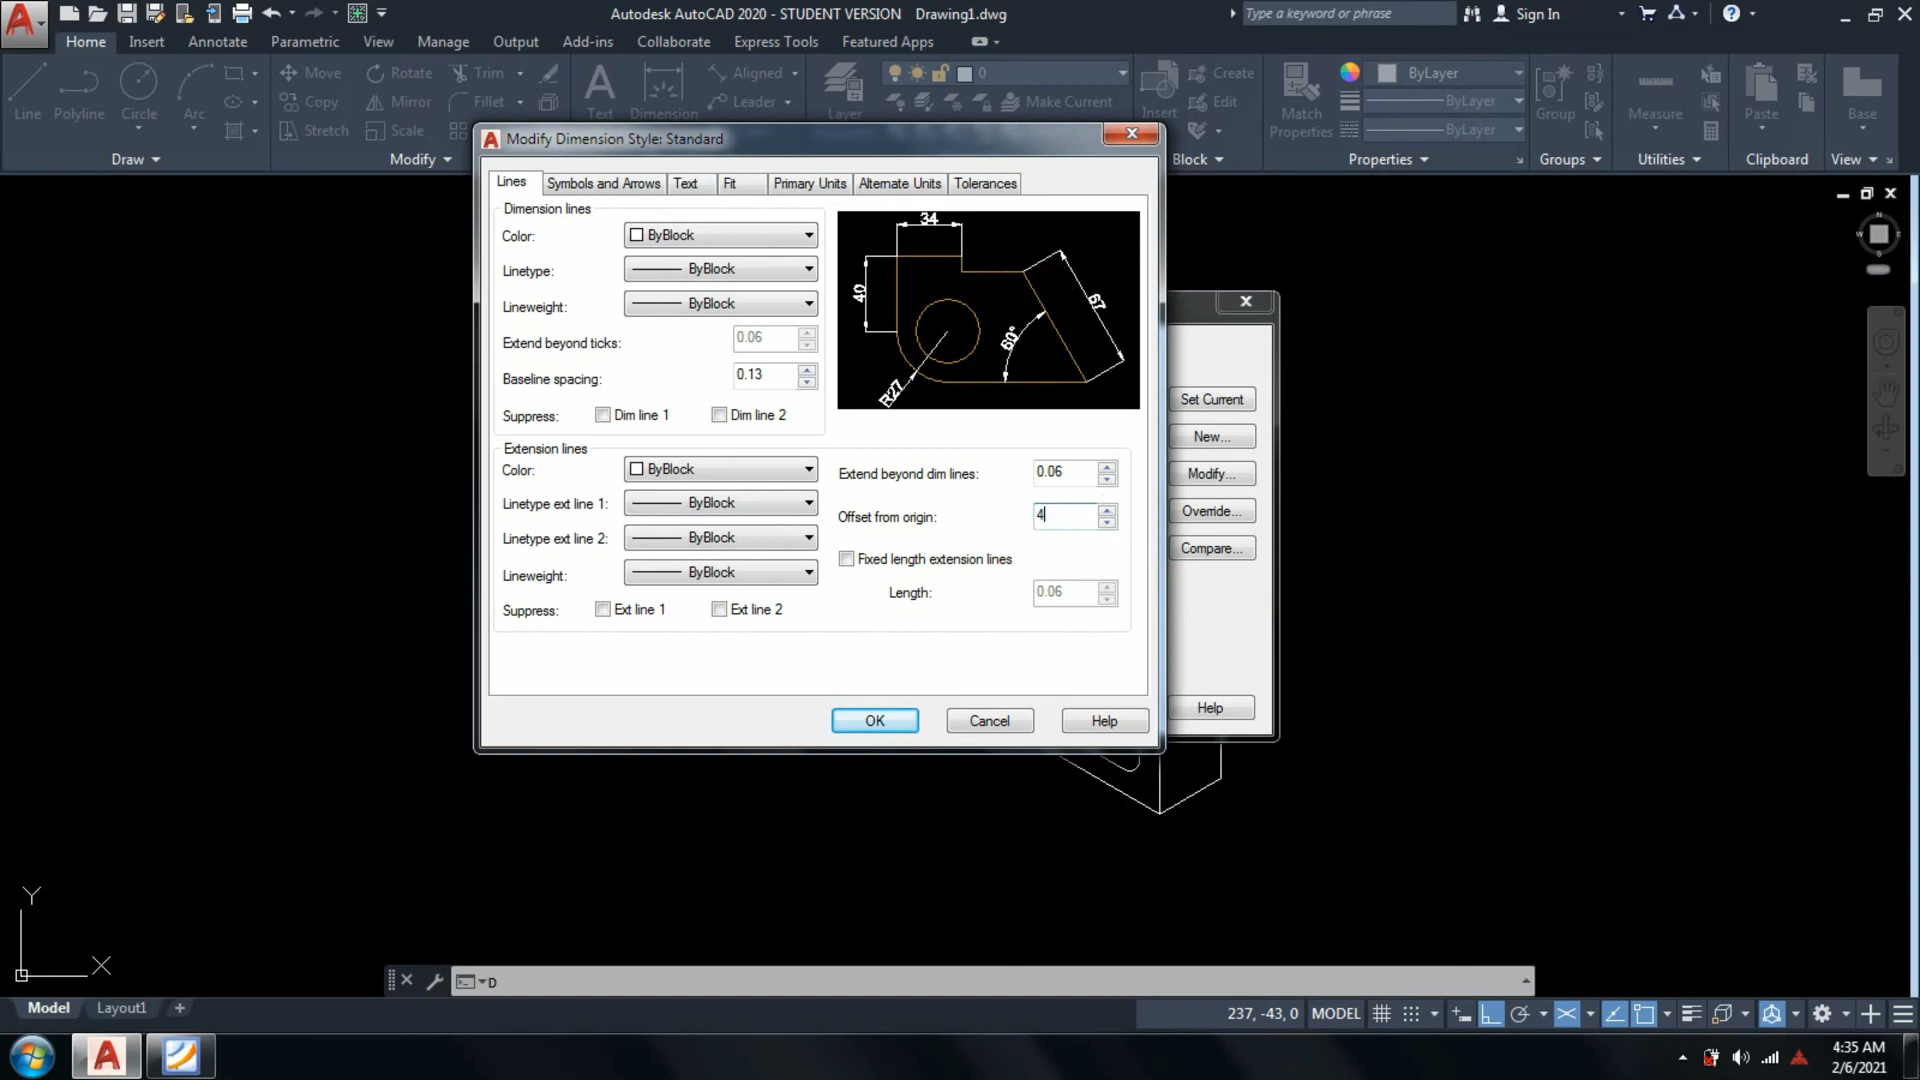 Autodesk AutoCAD 2020 - STUDENT VERSION Drawing1.dwg
Type a keyword or phrase
Sign In
Home Insert Annotate Parametric View Manage Output Add-ins Collaborate Express Tools Featured Apps
Line Polyline Circle Arc
Move Rotate Trim
Copy Mirror Fillet
Stretch Scale
Text Dimension
Aligned
Leader
Layer
0
Make Current
Insert
Create
Edit
Match Properties
ByLayer
ByLayer
ByLayer
Group Measure Paste Base
Draw Modify Block Properties Groups Utilities Clipboard View
Modify Dimension Style: Standard
Lines Symbols and Arrows Text Fit Primary Units Alternate Units Tolerances
Dimension lines
Color: ByBlock
Linetype: ByBlock
Lineweight: ByBlock
Extend beyond ticks: 0.06
Baseline spacing: 0.13
Suppress: Dim line 1 Dim line 2
34
40
67
60°
R27
Extension lines
Color: ByBlock
Linetype ext line 1: ByBlock
Linetype ext line 2: ByBlock
Lineweight: ByBlock
Suppress: Ext line 1 Ext line 2
Extend beyond dim lines: 0.06
Offset from origin: 4
Fixed length extension lines
Length: 0.06
OK Cancel Help
Set Current
New...
Modify...
Override...
Compare...
Help
N
W
E
S
Y
X
D
Model Layout1 +
237, -43, 0 MODEL
4:35 AM
2/6/2021